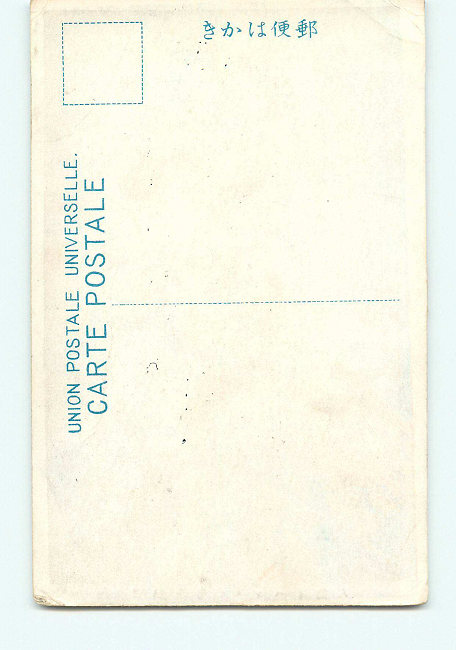 郵便はかき
UNION POSTALE UNIVERSELLE.
CARTE POSTALE